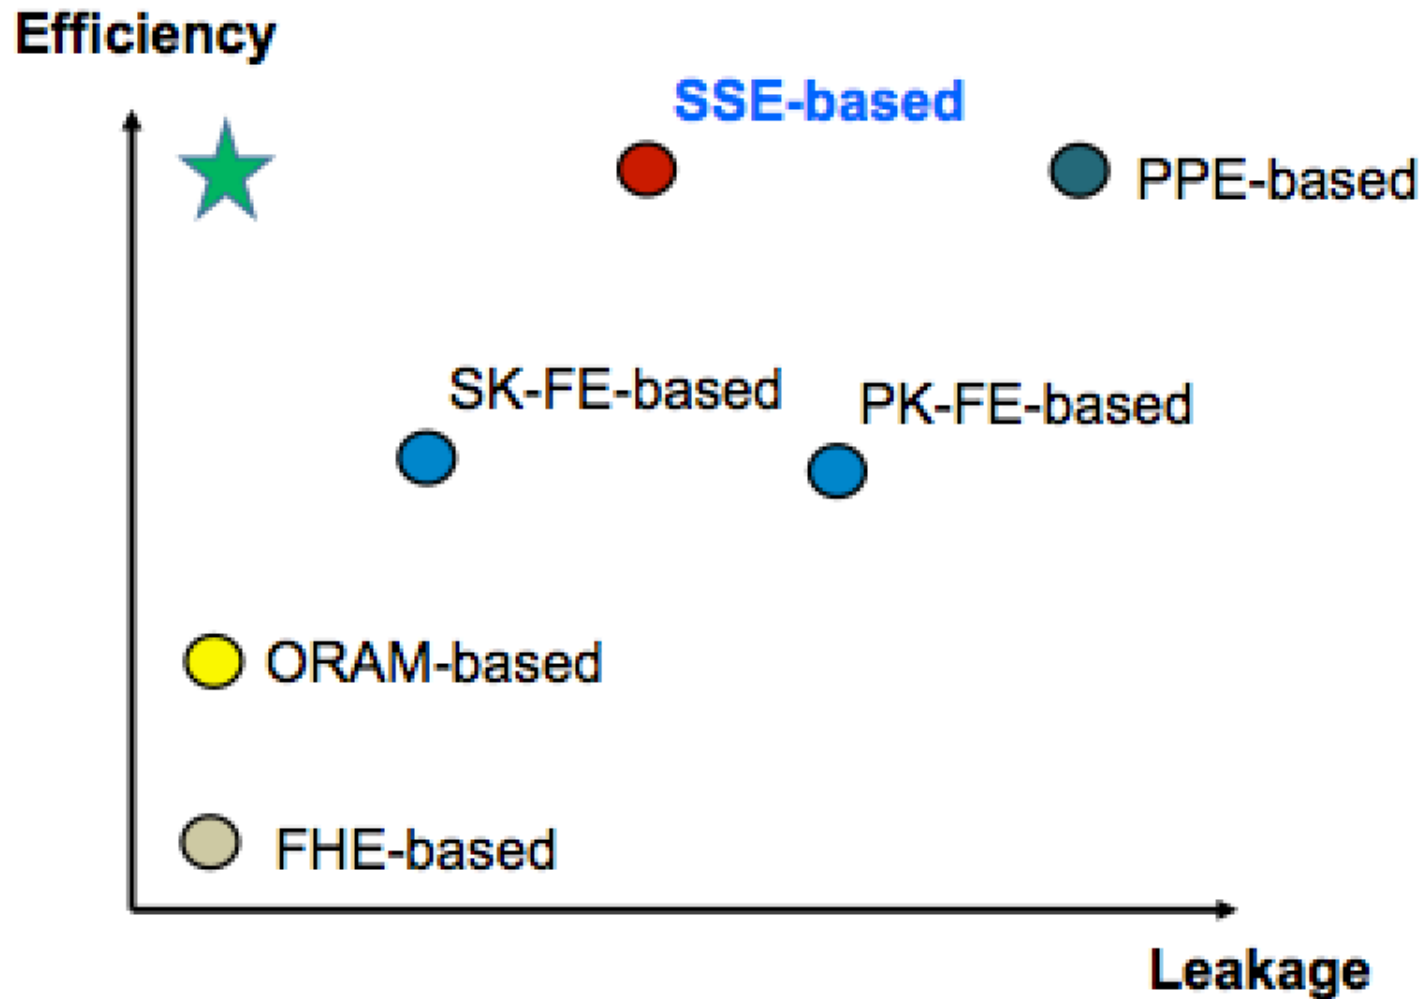 Efficiency
SSE-based
PPE-based
SK-FE-based
PK-FE-based
ORAM-based
FHE-based
Leakage